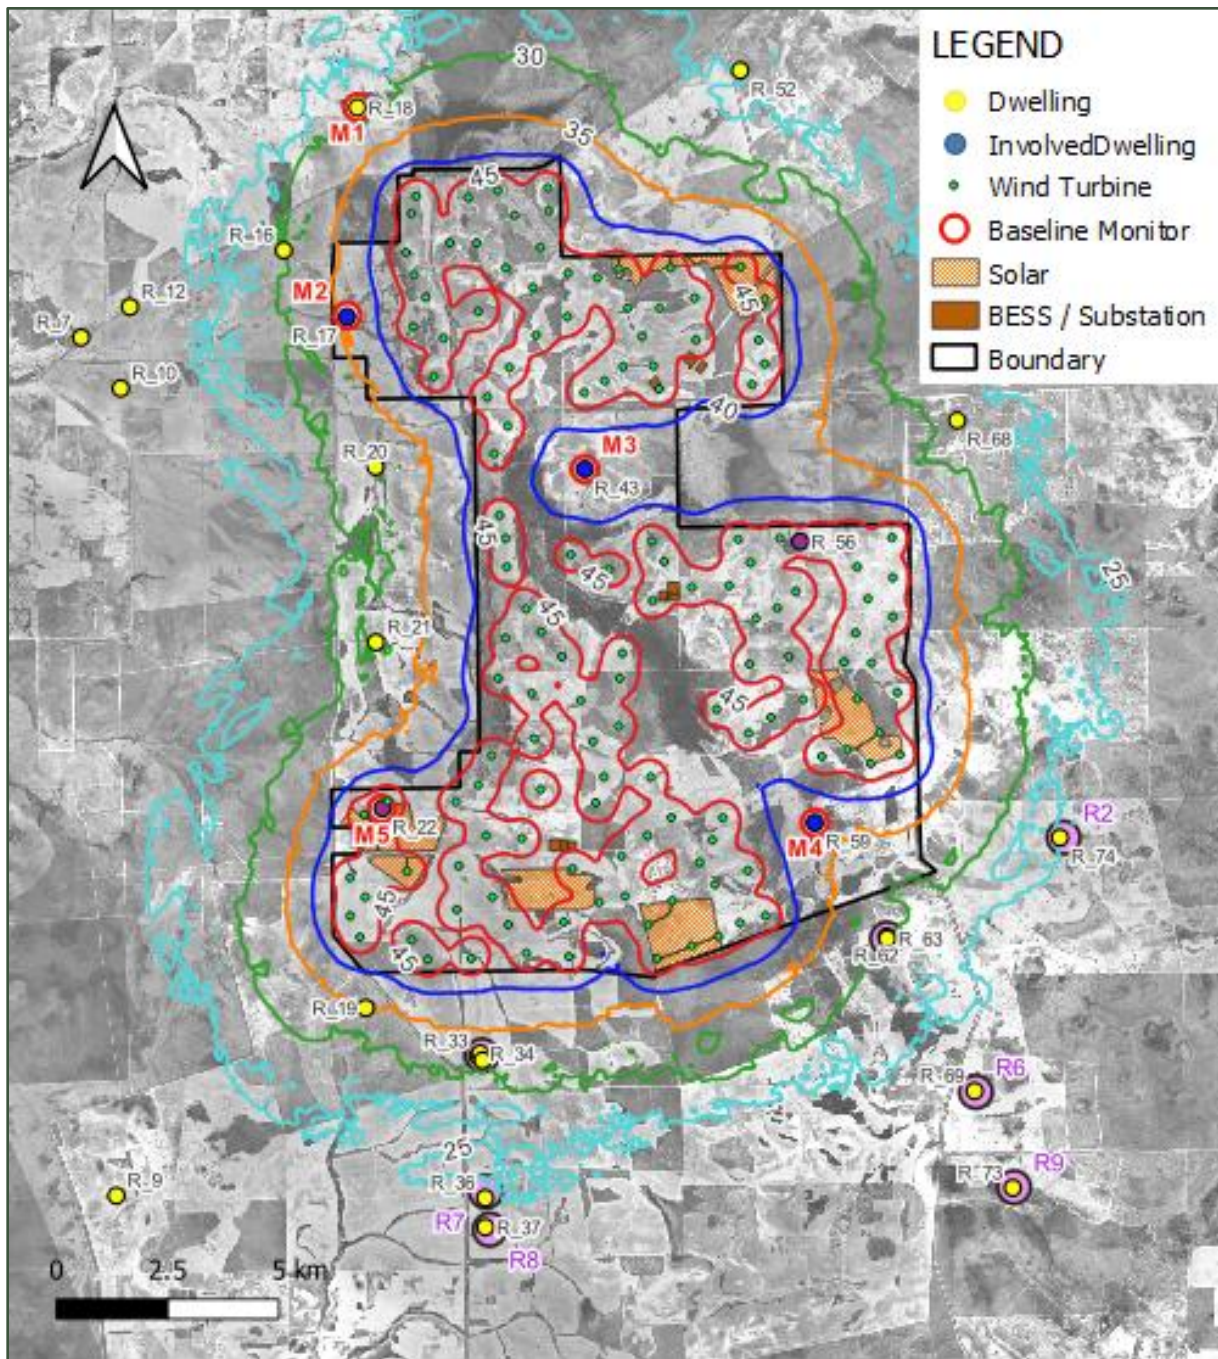 LEGEND
Dwelling
InvolvedDwelling
Wind Turbine
Baseline Monitor
Solar
BESS / Substation
Boundary
30
R_52
R_18
M1
35
45
R_16
M2
R_12
R_17
45
R_7
R_10
40
R_68
M3
R_20
R_43
45
R_56
45
25
45
R_21
45
R2
M5
R_22
M4
R_59
R_74
45
R_63
R_62
45
R_19
R_33
R_34
R6
R_69
25
R_36
R9
R_73
R_9
R7
R_37
R8
0 2.5 5 km